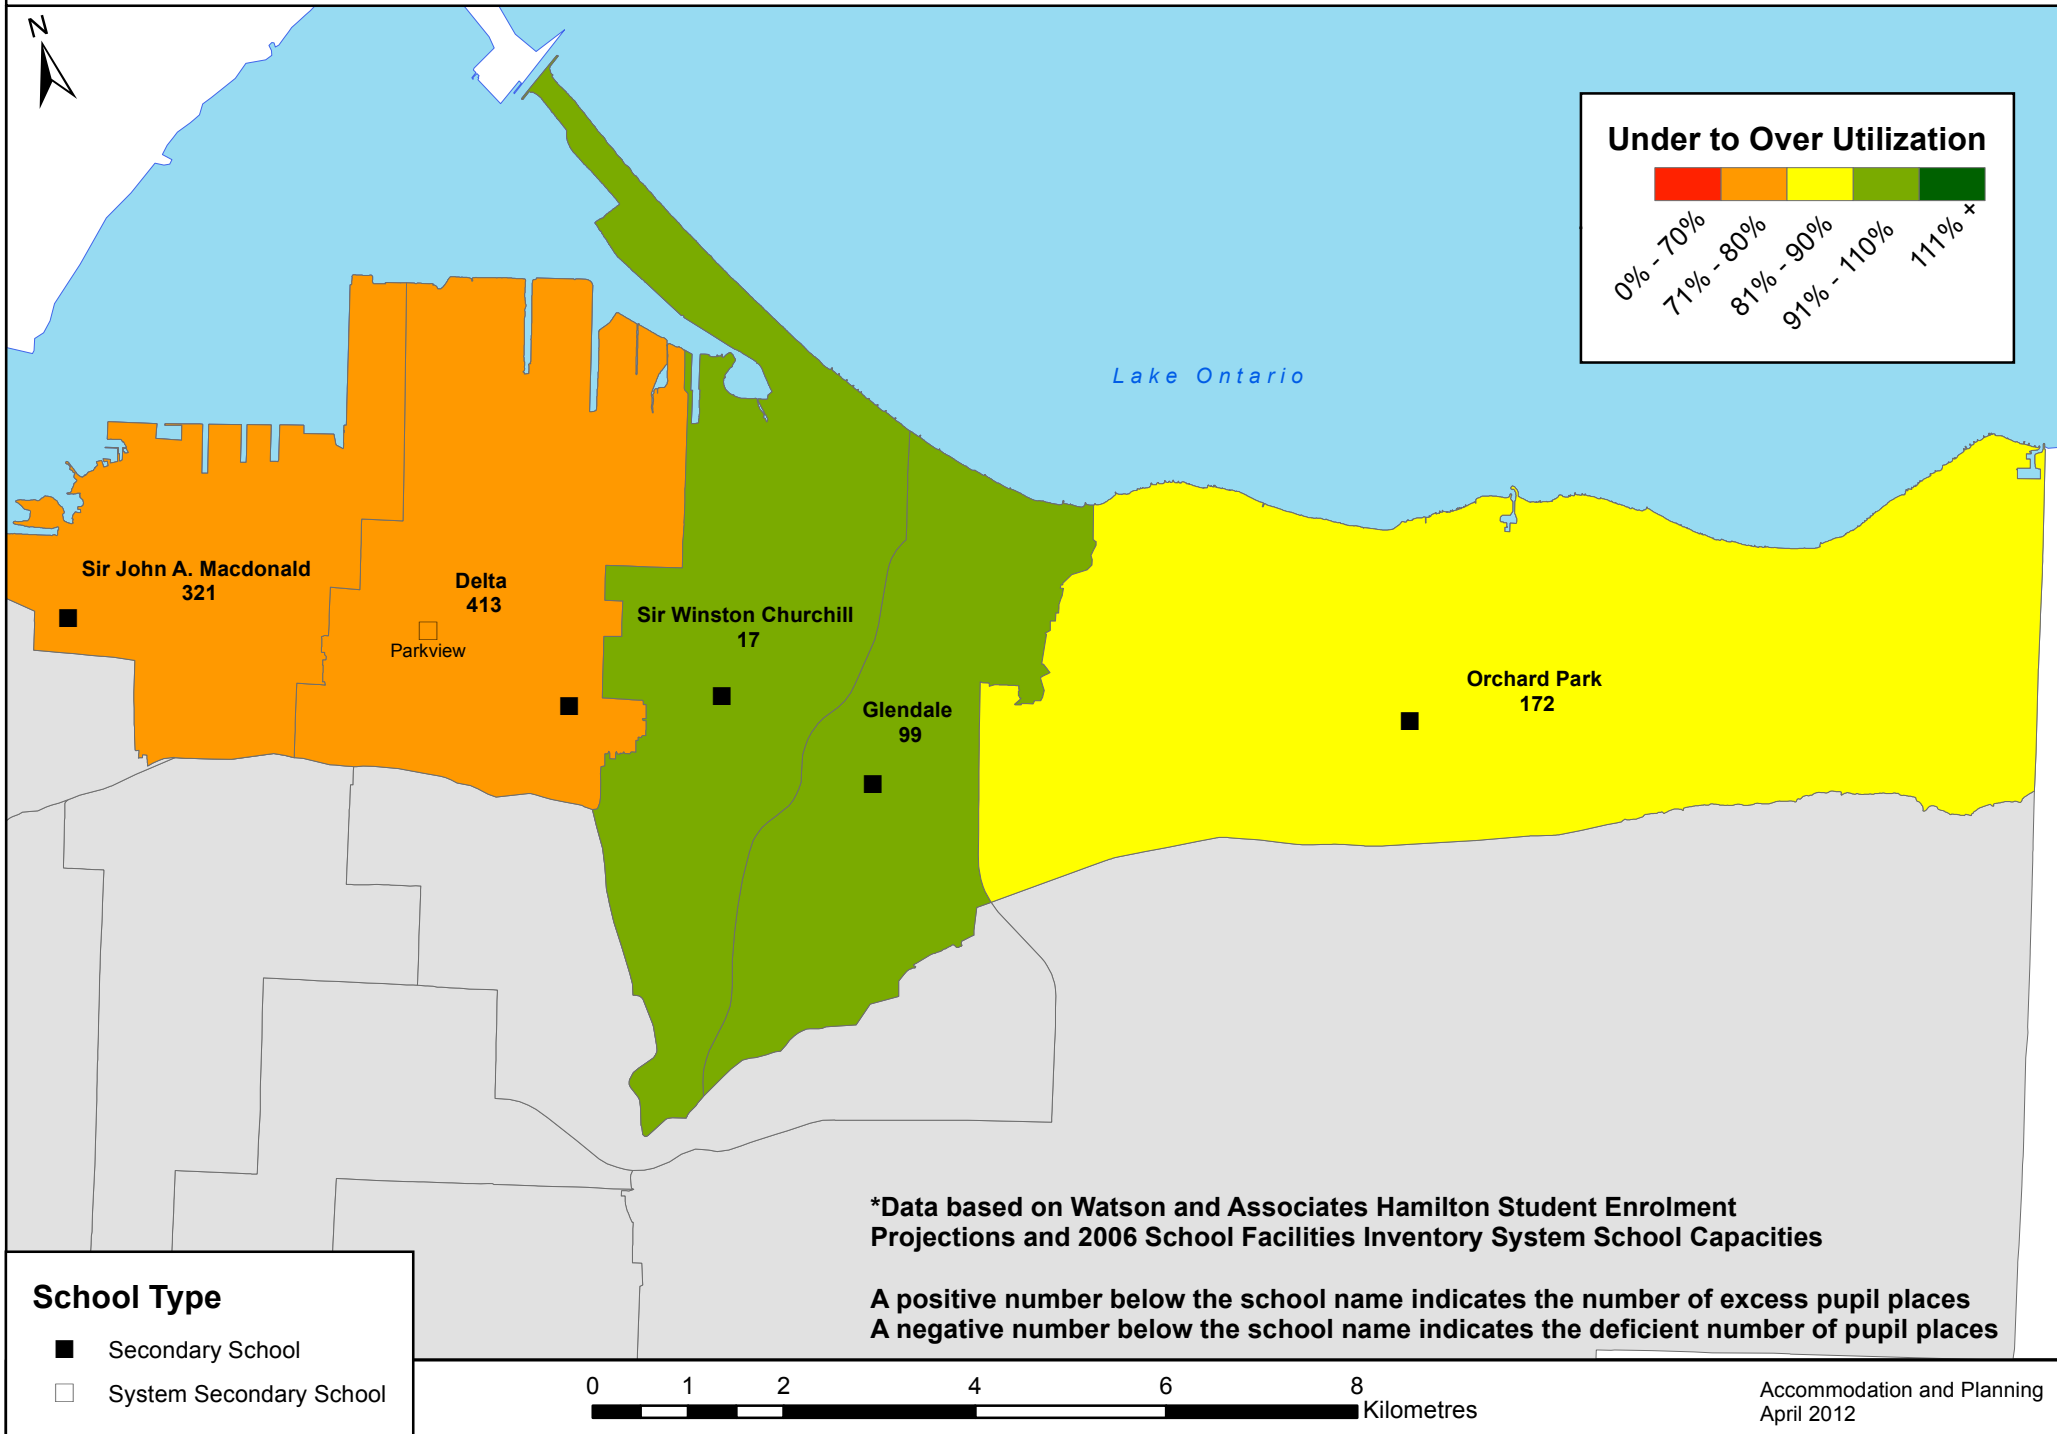 N
Under to Over Utilization
0% - 70%
71% - 80%
81% - 90%
91% - 110%
111% +
Lake Ontario
Sir John A. Macdonald
321
Delta
413
Parkview
Sir Winston Churchill
17
Glendale
99
Orchard Park
172
*Data based on Watson and Associates Hamilton Student Enrolment
Projections and 2006 School Facilities Inventory System School Capacities
A positive number below the school name indicates the number of excess pupil places
A negative number below the school name indicates the deficient number of pupil places
School Type
Secondary School
System Secondary School
0 1 2 4 6 8
Kilometres
Accommodation and Planning
April 2012